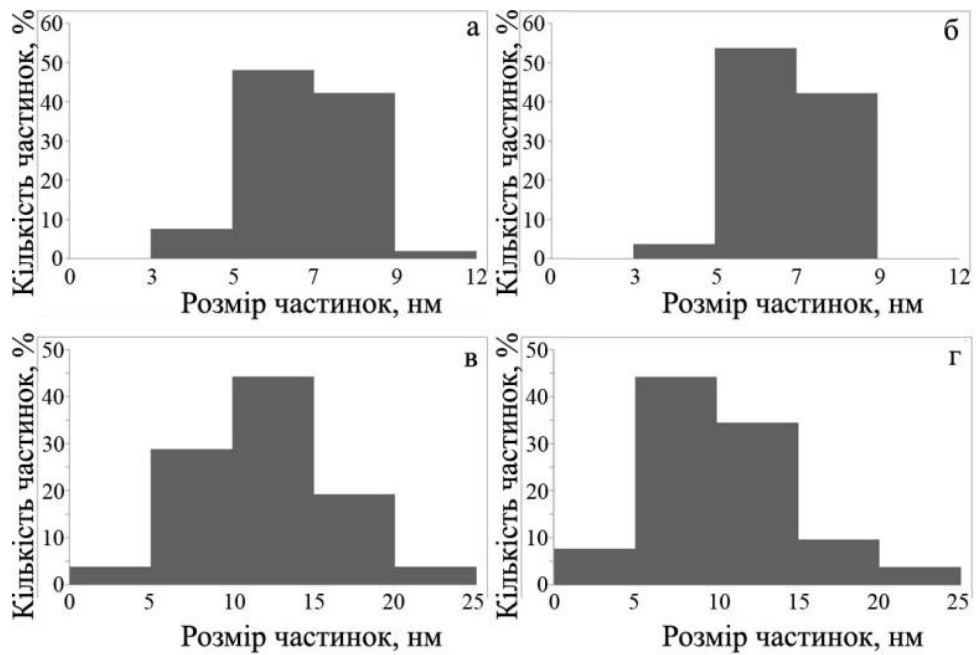 Кількість частинок, %
60
50
40
30
20
10
0
а
0 3 5 7 9 12
Розмір частинок, нм
Кількість частинок, %
60
50
40
30
20
10
0
б
0 3 5 7 9 12
Розмір частинок, нм
Кількість частинок, %
50
40
30
20
10
0
в
0 5 10 15 20 25
Розмір частинок, нм
Кількість частинок, %
50
40
30
20
10
0
г
0 5 10 15 20 25
Розмір частинок, нм